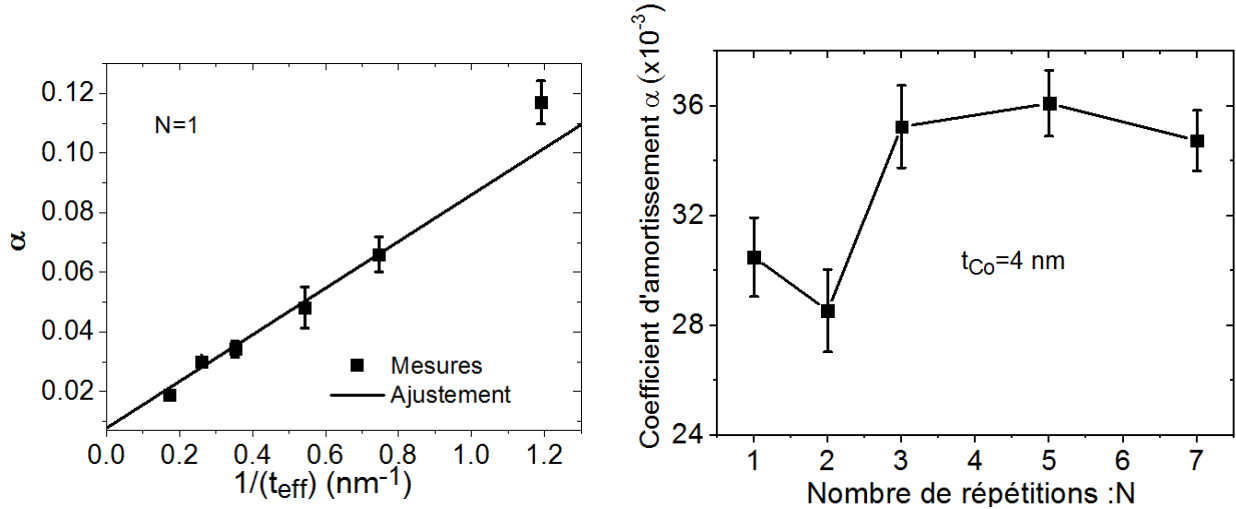 0.12
0.10
0.08
0.06
0.04
0.02
α
N=1
Mesures
Ajustement
0.0 0.2 0.4 0.6 0.8 1.0 1.2
1/(t_eff) (nm⁻¹)
Coefficient d'amortissement α (x10⁻³)
36
32
28
24
t_Co=4 nm
1 2 3 4 5 6 7
Nombre de répétitions :N